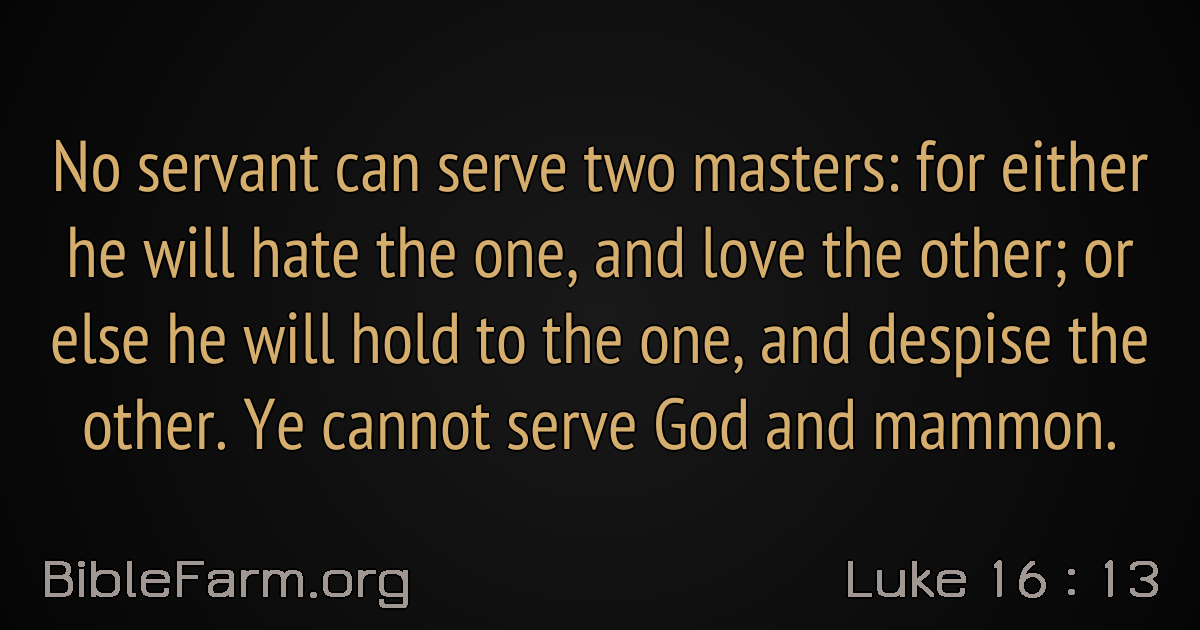 No servant can serve two masters: for either
he will hate the one, and love the other; or
else he will hold to the one, and despise the
other. Ye cannot serve God and mammon.
BibleFarm.org
Luke 16 : 13